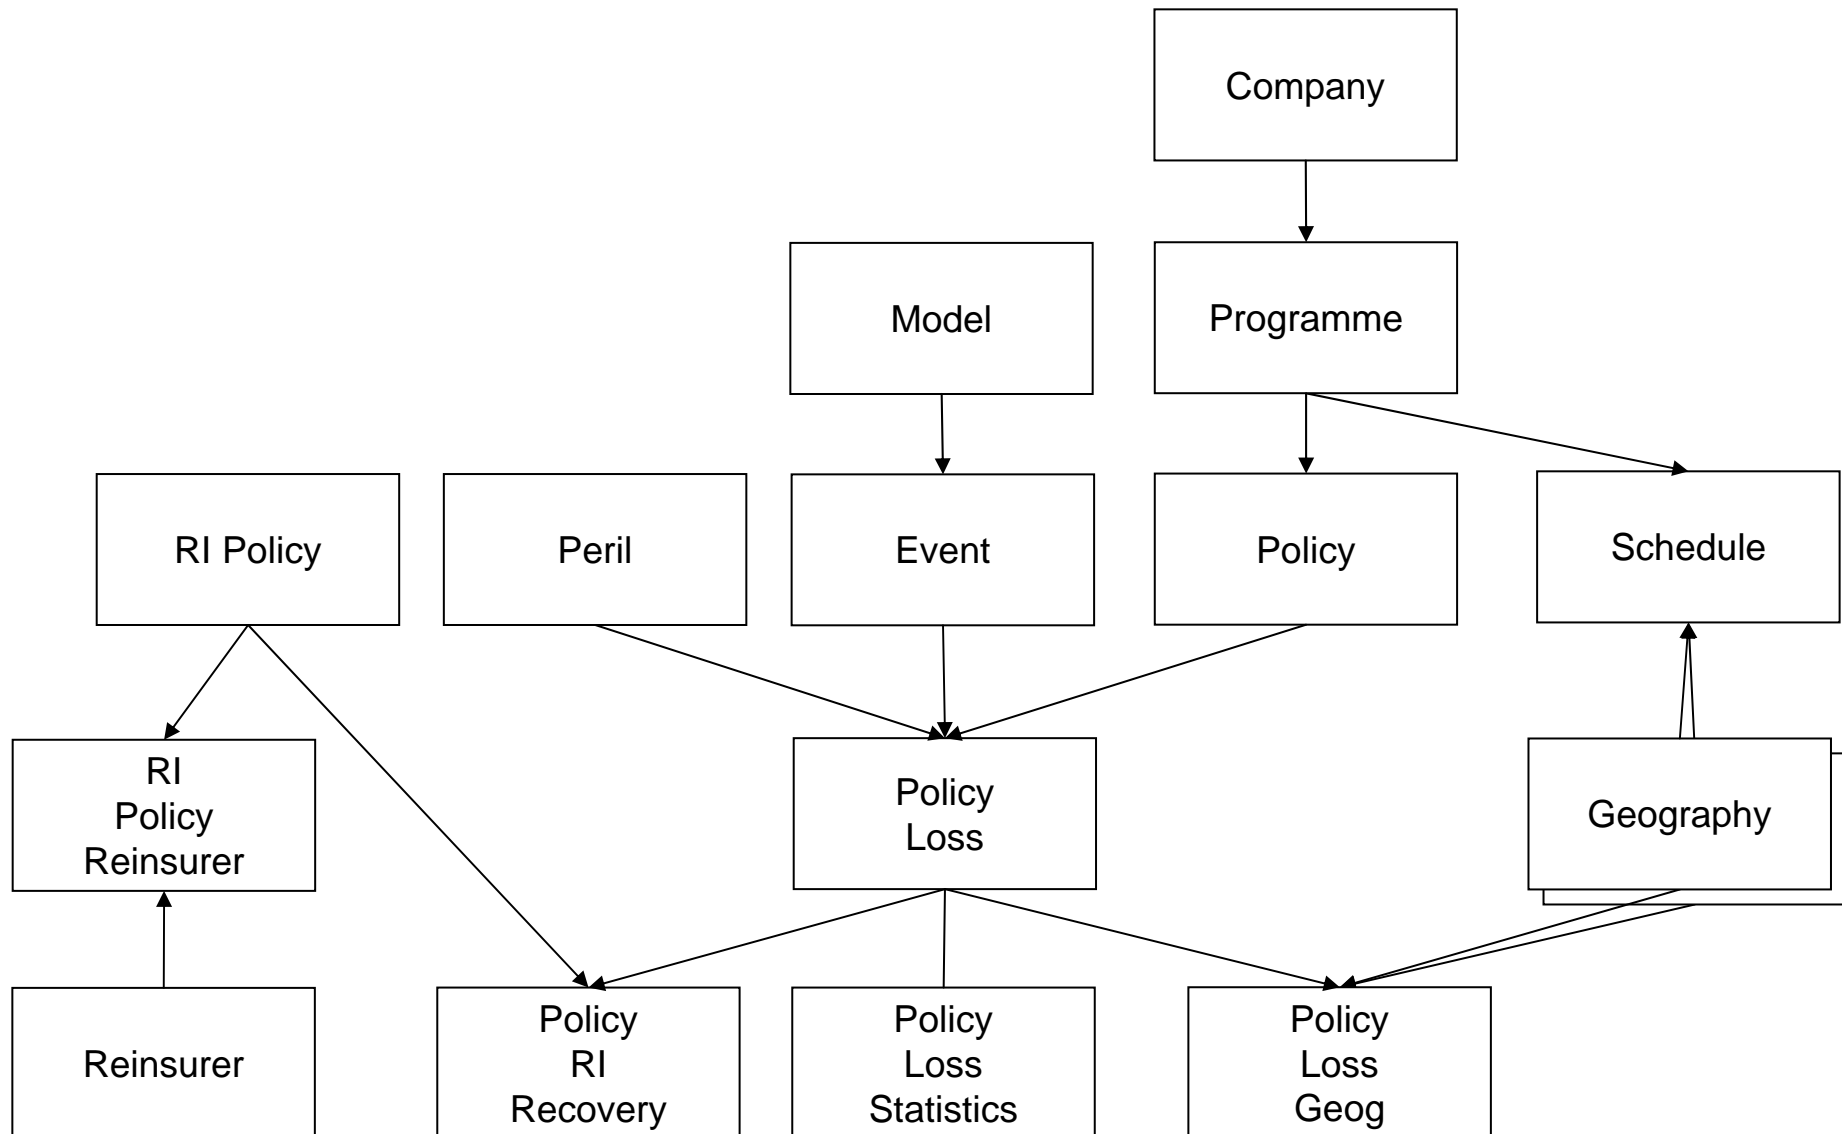 Company
Model
Programme
RI Policy
Peril
Event
Policy
Schedule
RI
Policy
Reinsurer
Policy
Loss
Geography
Reinsurer
Policy
RI
Recovery
Policy
Loss
Statistics
Policy
Loss
Geog